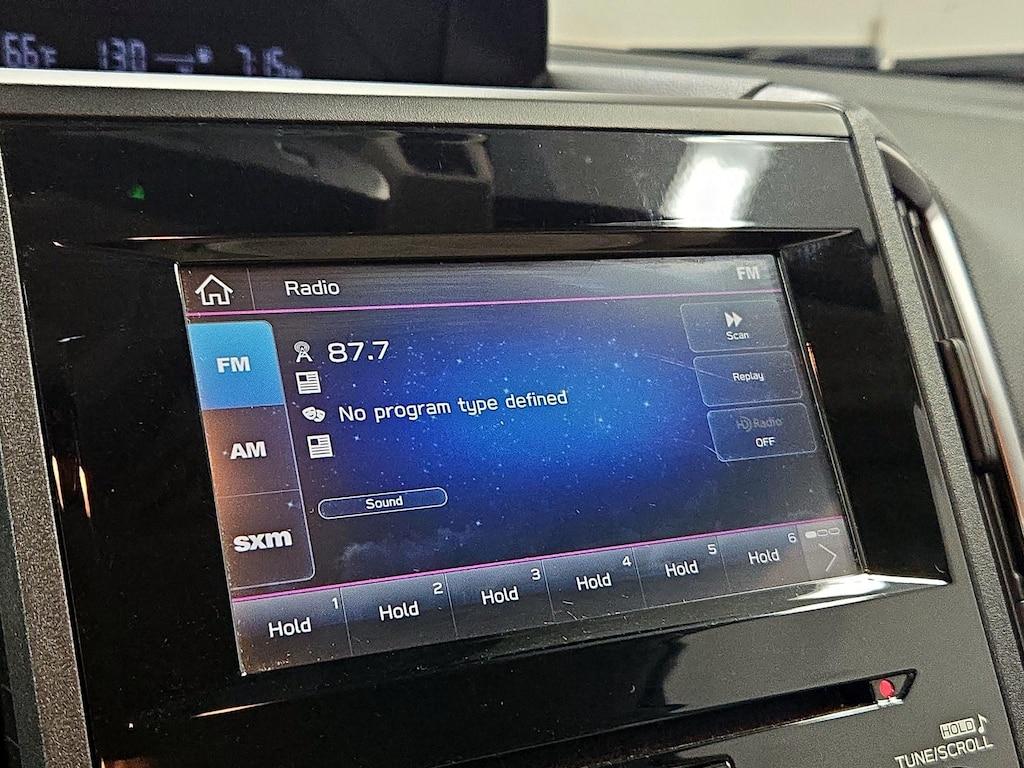 66°F 130 7:15
Radio
FM
FM
87.7
Scan
No program type defined
Replay
HD Radio
OFF
AM
Sound
sxm
1 2 3 4 5 6
Hold Hold Hold Hold Hold Hold
HOLD
TUNE/SCROLL